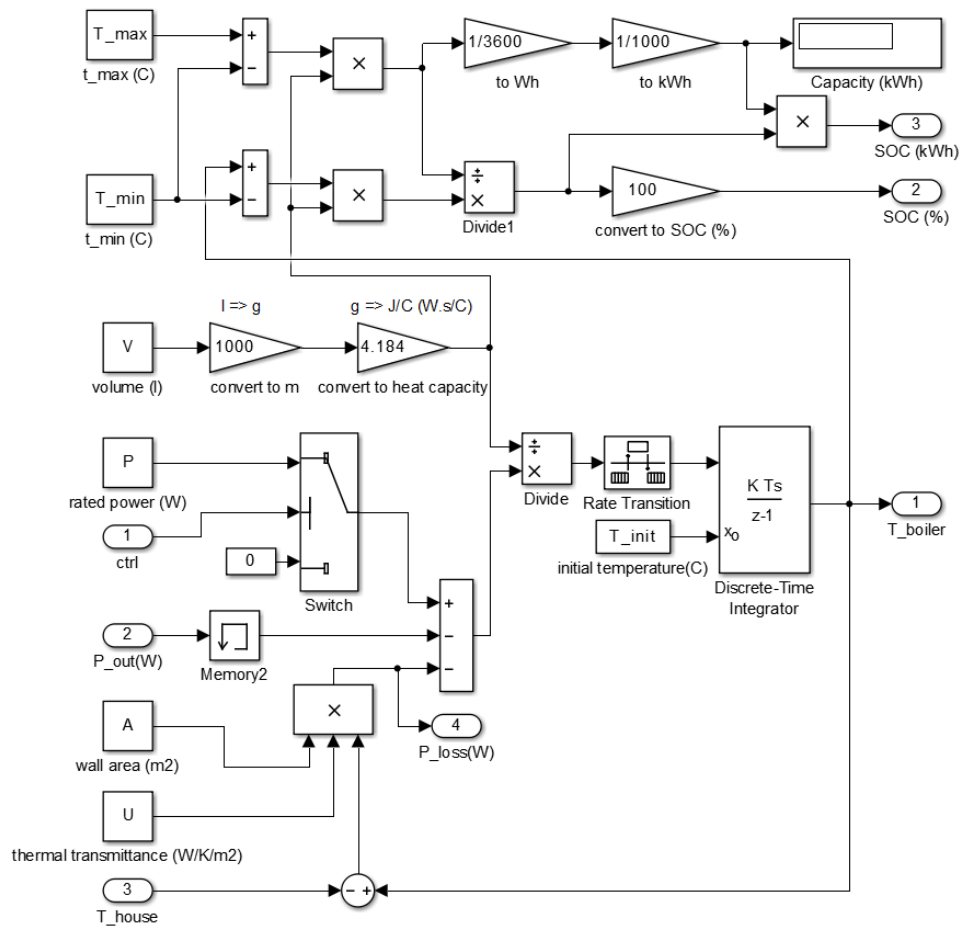 T_max
t_max (C)
+
−
×
1/3600
to Wh
1/1000
to kWh
Capacity (kWh)
×
3
SOC (kWh)
T_min
t_min (C)
+
−
×
÷
×
Divide1
100
convert to SOC (%)
2
SOC (%)
l => g
g => J/C (W.s/C)
V
volume (l)
1000
convert to m
4.184
convert to heat capacity
P
rated power (W)
1
ctrl
0
Switch
÷
×
Divide
Rate Transition
T_init
initial temperature(C)
K Ts
z-1
xo
Discrete-Time
Integrator
1
T_boiler
2
P_out(W)
Memory2
+
−
−
×
4
P_loss(W)
A
wall area (m2)
U
thermal transmittance (W/K/m2)
3
T_house
− +